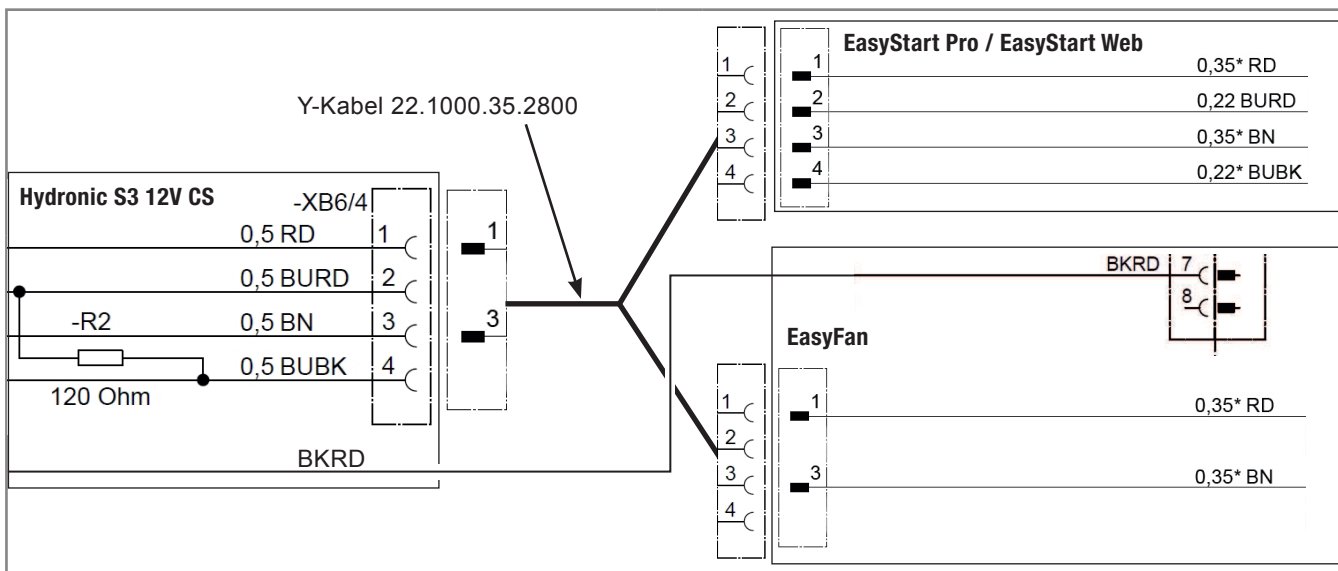 EasyStart Pro / EasyStart Web
1
1
0,35* RD
2
2
0,22 BURD
3
3
0,35* BN
4
4
0,22* BUBK
Y-Kabel 22.1000.35.2800
Hydronic S3 12V CS
-XB6/4
0,5 RD
1
1
0,5 BURD
2
-R2
0,5 BN
3
3
0,5 BUBK
4
120 Ohm
BKRD
BKRD
7
8
EasyFan
1
1
0,35* RD
2
3
3
0,35* BN
4